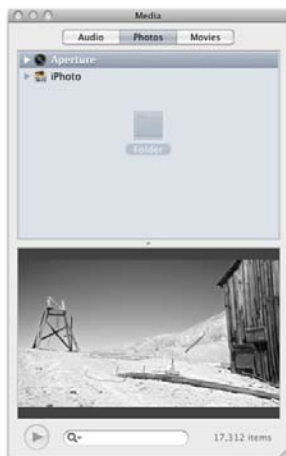 Media
Audio Photos Movies
Aperture
iPhoto
Folder
17,312 items